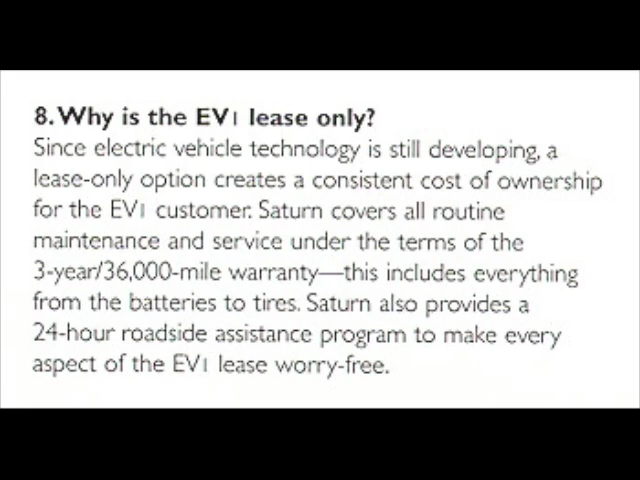 8. Why is the EV1 lease only?
Since electric vehicle technology is still developing, a
lease-only option creates a consistent cost of ownership
for the EV1 customer. Saturn covers all routine
maintenance and service under the terms of the
3-year/36,000-mile warranty—this includes everything
from the batteries to tires. Saturn also provides a
24-hour roadside assistance program to make every
aspect of the EV1 lease worry-free.